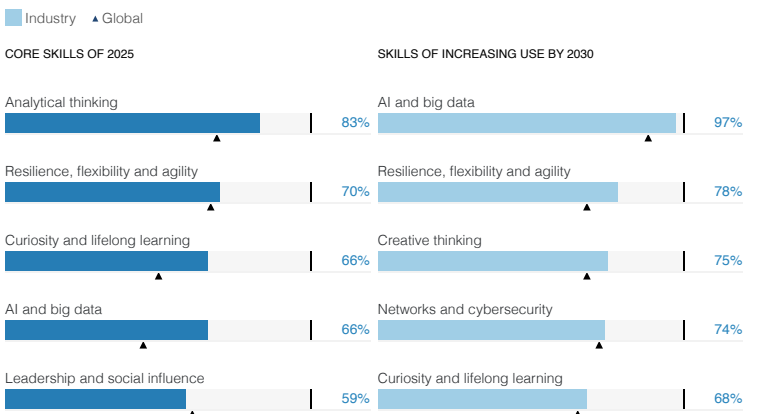 Industry Global
CORE SKILLS OF 2025
Analytical thinking
83%
Resilience, flexibility and agility
70%
Curiosity and lifelong learning
66%
AI and big data
66%
Leadership and social influence
59%
SKILLS OF INCREASING USE BY 2030
AI and big data
97%
Resilience, flexibility and agility
78%
Creative thinking
75%
Networks and cybersecurity
74%
Curiosity and lifelong learning
68%